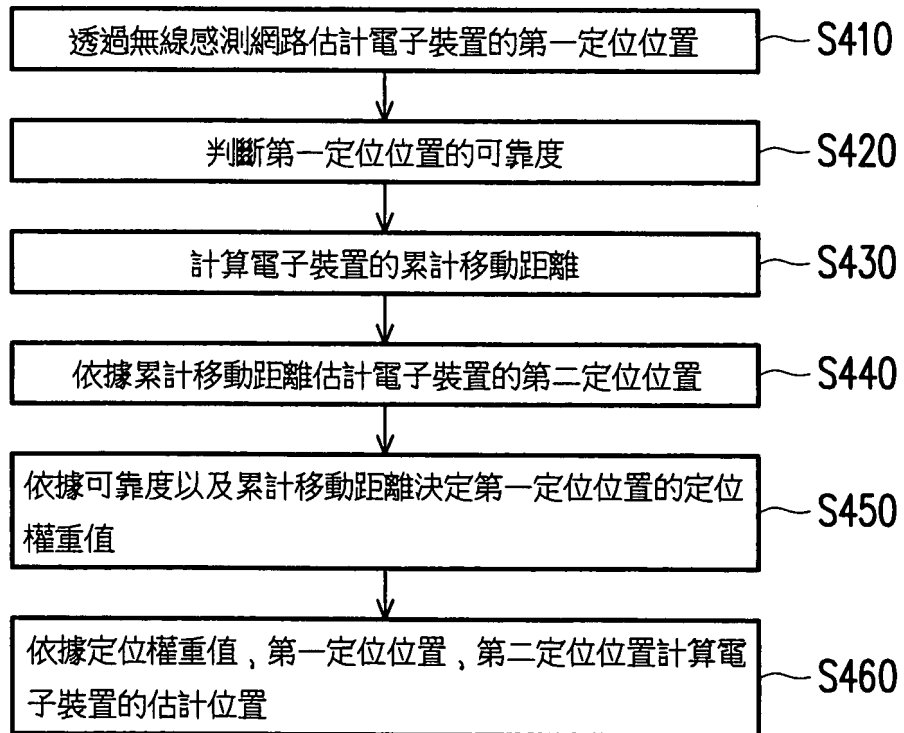 透過無線感測網路估計電子裝置的第一定位位置
S410
判斷第一定位位置的可靠度
S420
計算電子裝置的累計移動距離
S430
依據累計移動距離估計電子裝置的第二定位位置
S440
依據可靠度以及累計移動距離決定第一定位位置的定位
權重值
S450
依據定位權重值、第一定位位置、第二定位位置計算電
子裝置的估計位置
S460